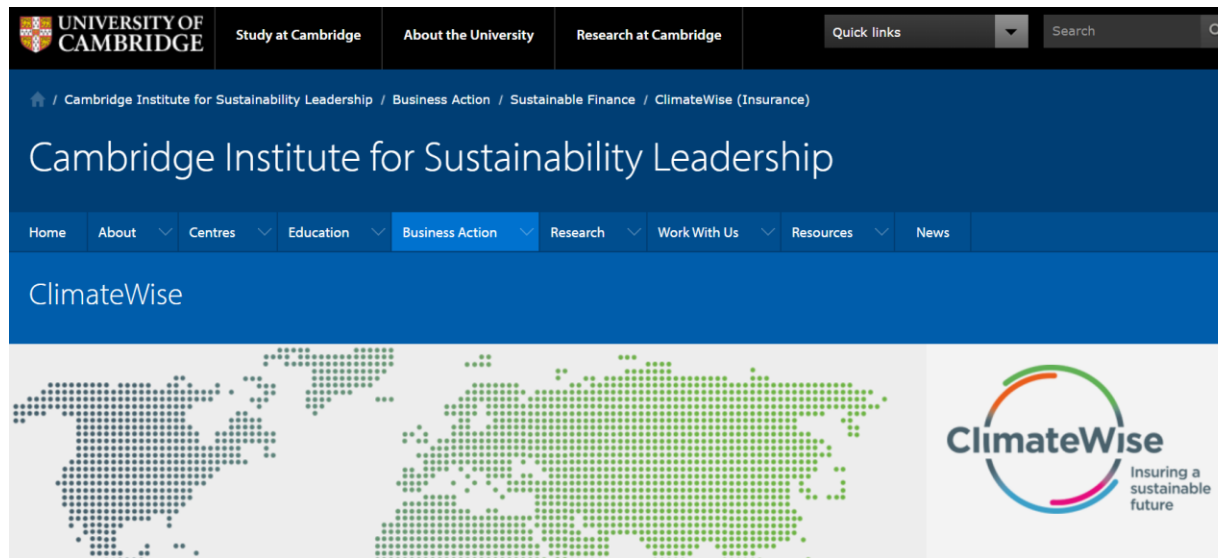 UNIVERSITY OF
CAMBRIDGE
Study at Cambridge
About the University
Research at Cambridge
Quick links
Search
/ Cambridge Institute for Sustainability Leadership / Business Action / Sustainable Finance / ClimateWise (Insurance)
Cambridge Institute for Sustainability Leadership
Home
About
Centres
Education
Business Action
Research
Work With Us
Resources
News
ClimateWise
ClimateWise
Insuring a
sustainable
future